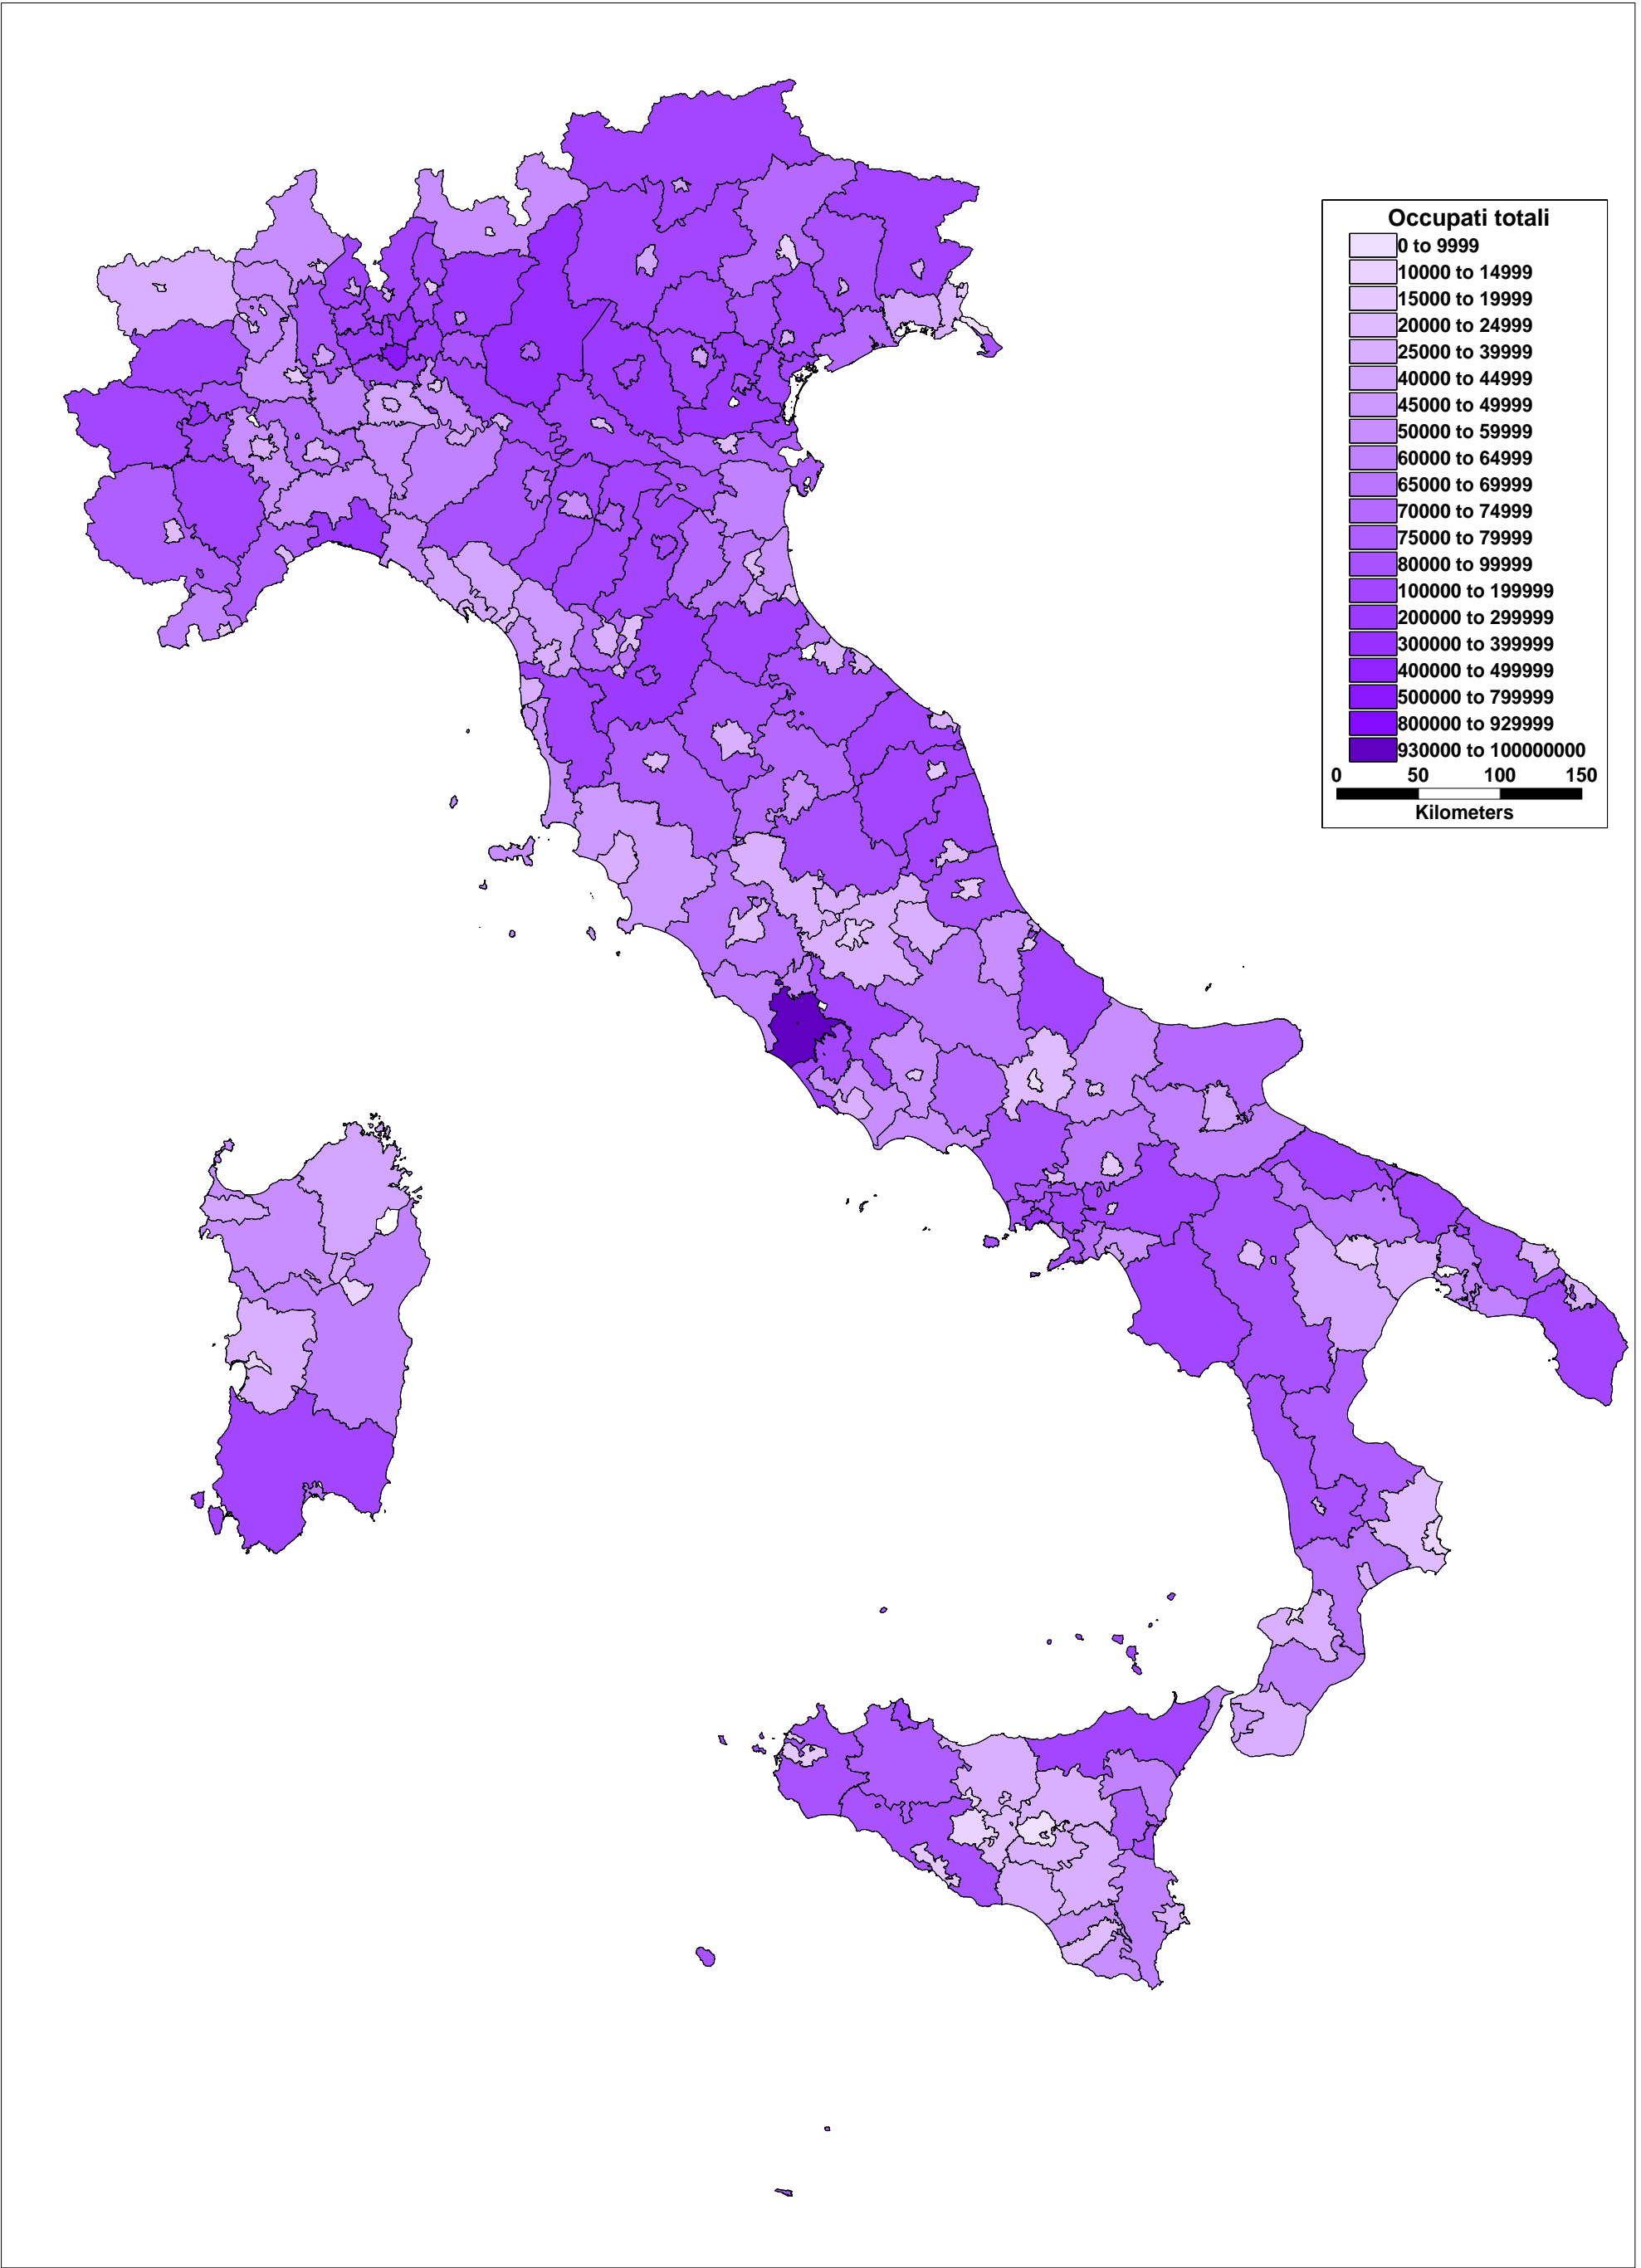 Occupati totali
0 to 9999
10000 to 14999
15000 to 19999
20000 to 24999
25000 to 39999
40000 to 44999
45000 to 49999
50000 to 59999
60000 to 64999
65000 to 69999
70000 to 74999
75000 to 79999
80000 to 99999
100000 to 199999
200000 to 299999
300000 to 399999
400000 to 499999
500000 to 799999
800000 to 929999
930000 to 100000000
0 50 100 150
Kilometers